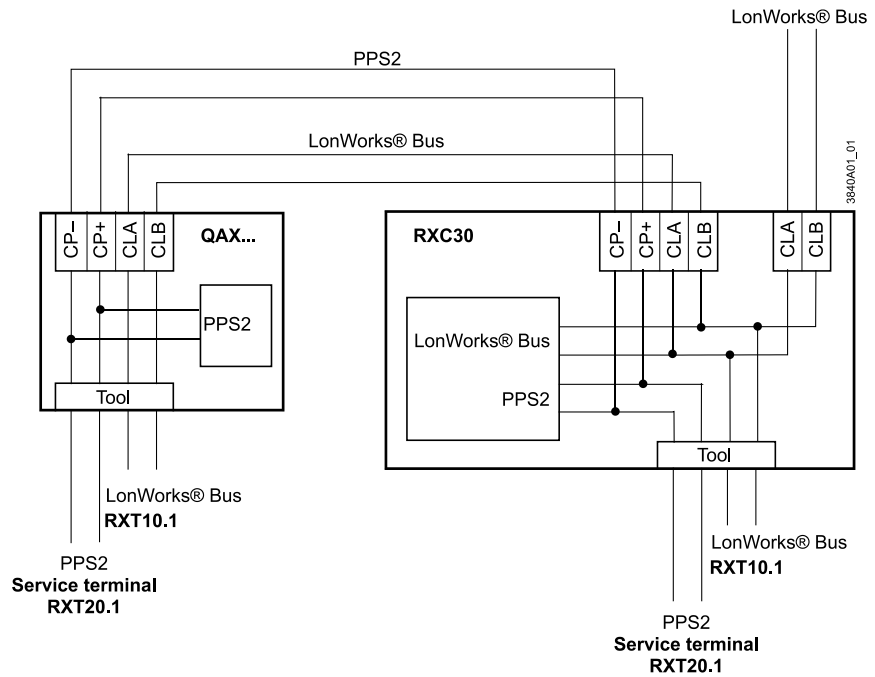 LonWorks® Bus
PPS2
LonWorks® Bus
3840A01_01
CP–
CP+
CLA
CLB
QAX...
RXC30
CP–
CP+
CLA
CLB
CLA
CLB
PPS2
LonWorks® Bus
PPS2
Tool
Tool
LonWorks® Bus
RXT10.1
PPS2
Service terminal
RXT20.1
LonWorks® Bus
RXT10.1
PPS2
Service terminal
RXT20.1